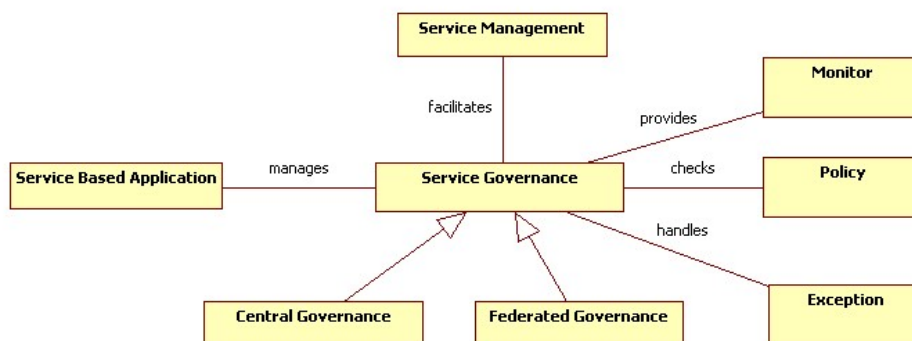 Service Management
Monitor
facilitates
provides
Service Based Application
manages
Service Governance
checks
Policy
handles
Central Governance
Federated Governance
Exception